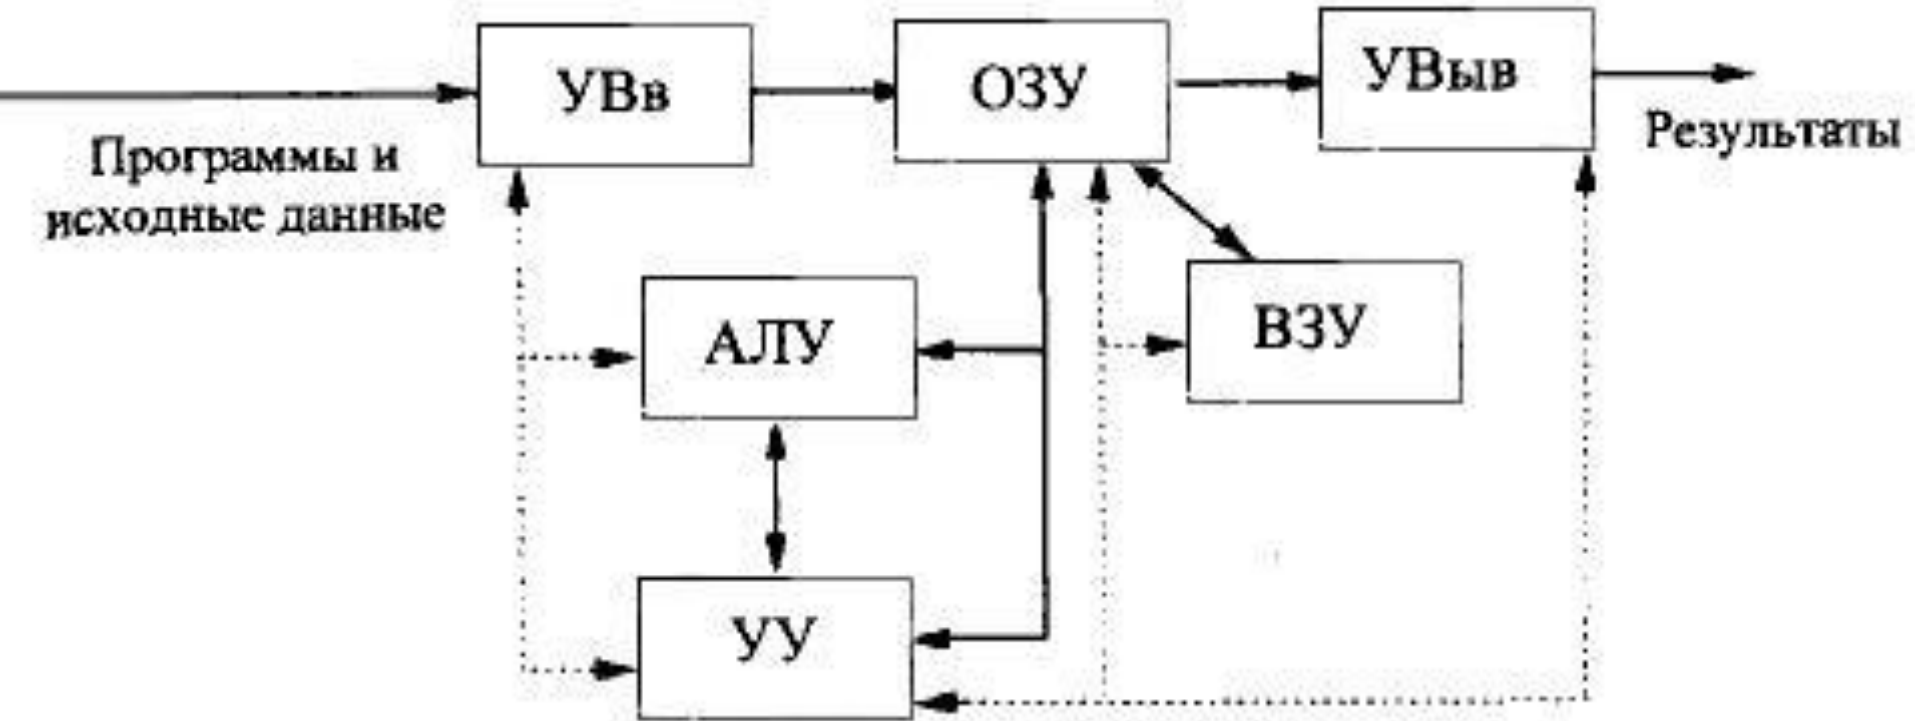 УВв
ОЗУ
УВыв
Программы и
исходные данные
Результаты
АЛУ
ВЗУ
УУ